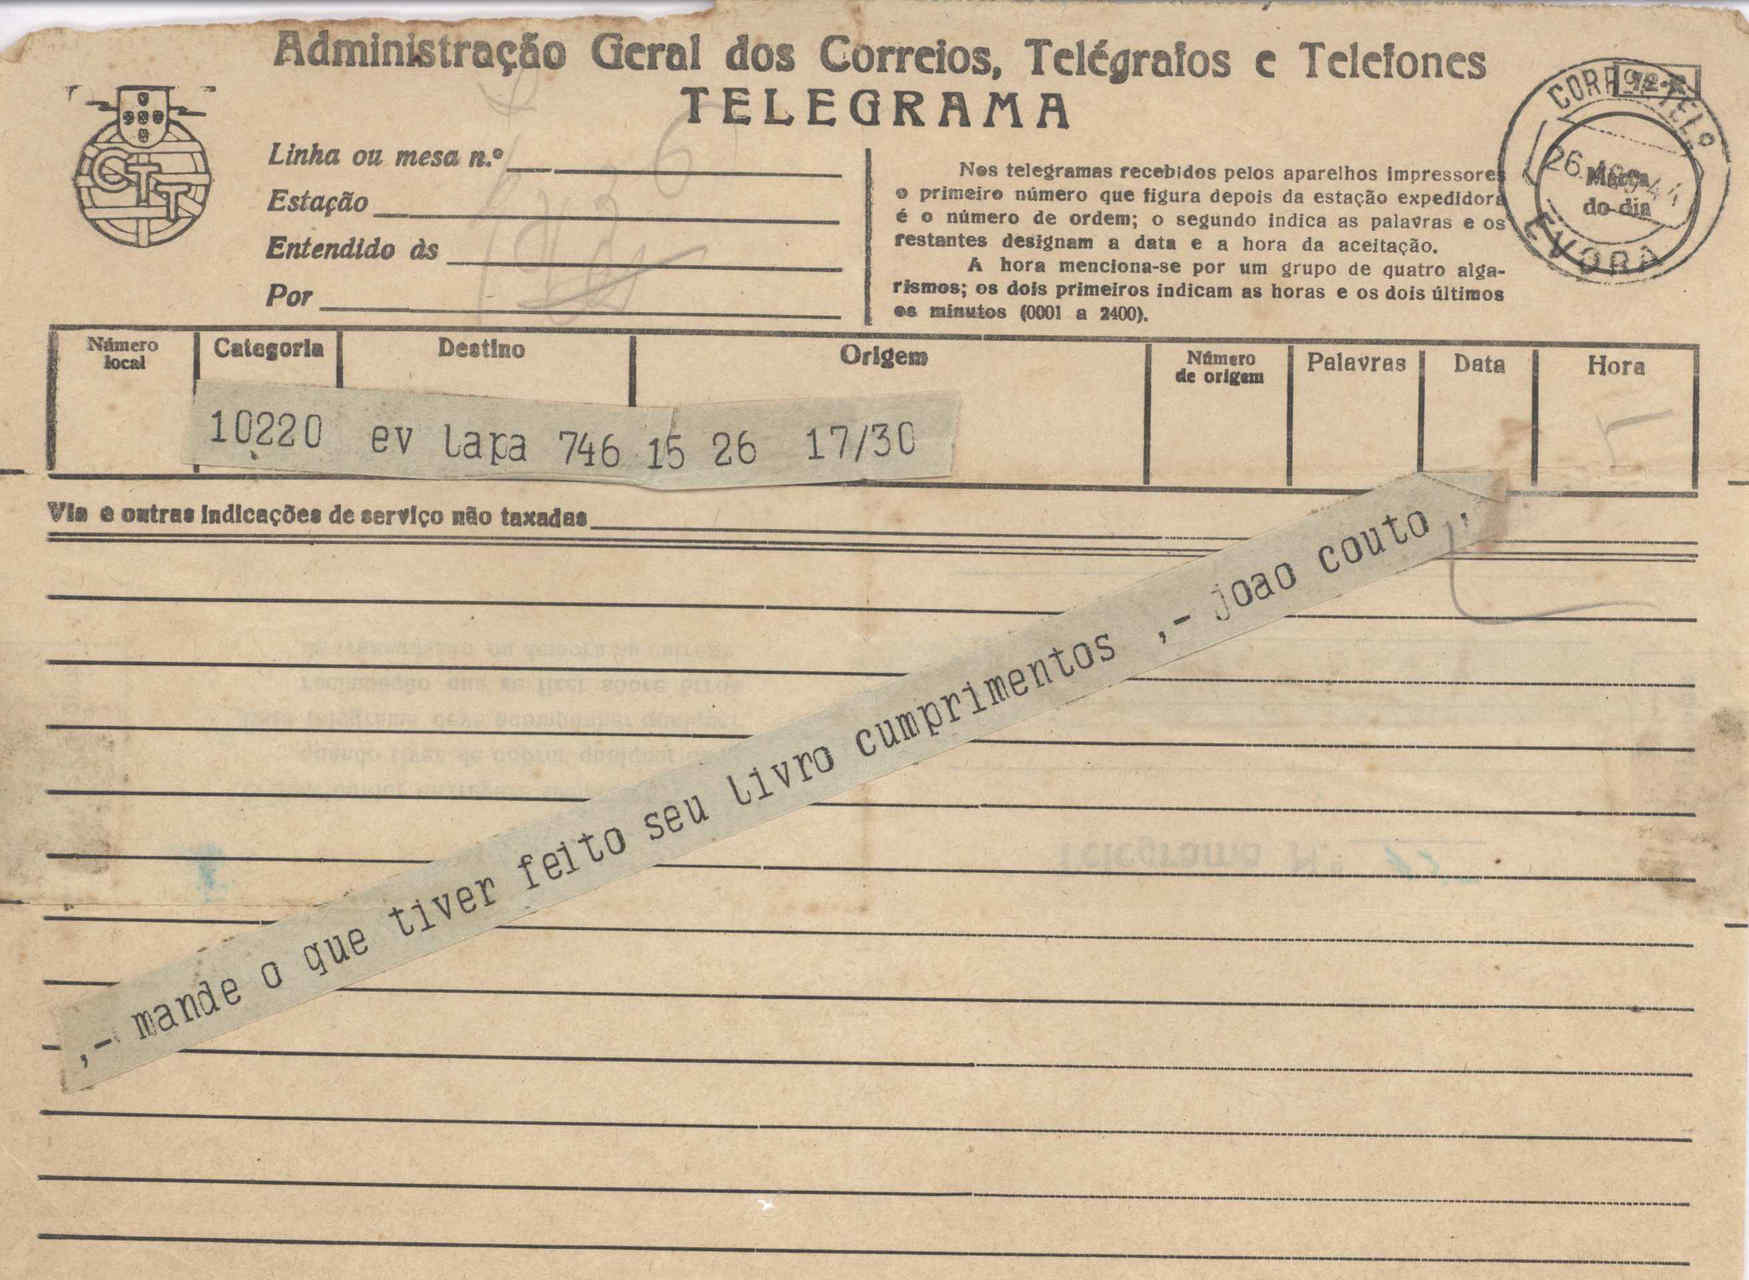 Administração Geral dos Correios, Telégrafos e Telefones
TELEGRAMA
CTT
Linha ou mesa n.º
Estação
Entendido às
Por
Nos telegramas recebidos pelos aparelhos impressores
o primeiro número que figura depois da estação expedidora
é o número de ordem; o segundo indica as palavras e os
restantes designam a data e a hora da aceitação.
A hora menciona-se por um grupo de quatro alga-
rismos; os dois primeiros indicam as horas e os dois últimos
os minutos (0001 a 2400).
Marca
do dia
26
44
EVORA
Número
local
Categoria
Destino
Origem
Número
de origem
Palavras
Data
Hora
10220 ev lapa 746 15 26 17/30
Via e outras indicações de serviço não taxadas
,- mande o que tiver feito seu livro cumprimentos ,- joao couto ,